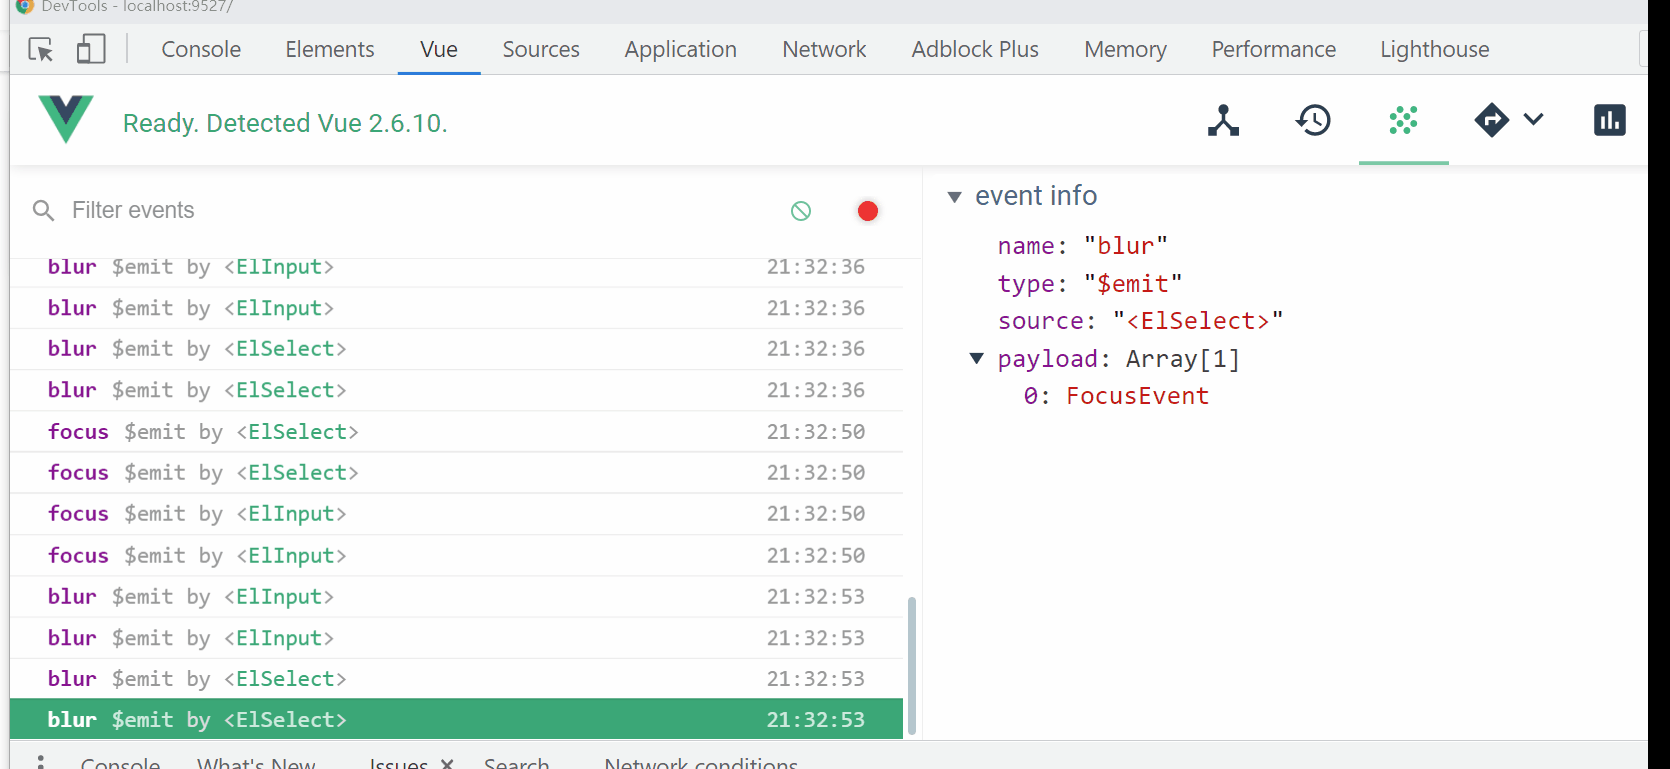 DevTools - localhost:9527/
Console Elements Vue Sources Application Network Adblock Plus Memory Performance Lighthouse
Ready. Detected Vue 2.6.10.
Filter events
blur $emit by <ElInput> 21:32:36
blur $emit by <ElInput> 21:32:36
blur $emit by <ElSelect> 21:32:36
blur $emit by <ElSelect> 21:32:36
focus $emit by <ElSelect> 21:32:50
focus $emit by <ElSelect> 21:32:50
focus $emit by <ElInput> 21:32:50
focus $emit by <ElInput> 21:32:50
blur $emit by <ElInput> 21:32:53
blur $emit by <ElInput> 21:32:53
blur $emit by <ElSelect> 21:32:53
blur $emit by <ElSelect> 21:32:53
event info
name: "blur"
type: "$emit"
source: "<ElSelect>"
payload: Array[1]
0: FocusEvent
Console What's New Issues Search Network conditions